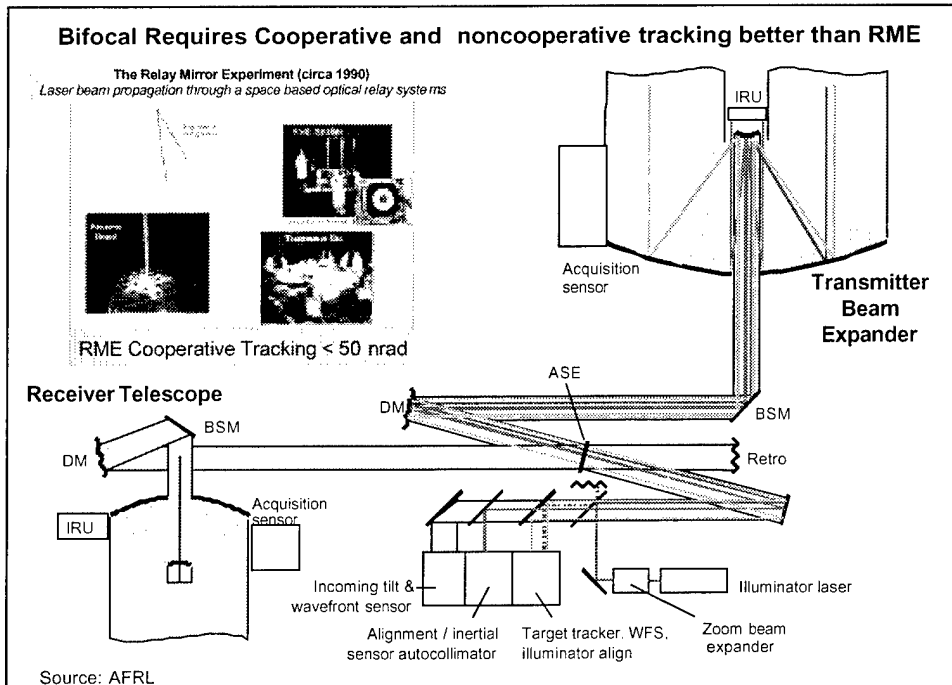 Bifocal Requires Cooperative and noncooperative tracking better than RME
The Relay Mirror Experiment (circa 1990)
Laser beam propagation through a space based optical relay systems
RME Cooperative Tracking < 50 nrad
IRU
Acquisition
sensor
Transmitter
Beam
Expander
Receiver Telescope
ASE
DM
BSM
BSM
DM
Retro
IRU
Acquisition
sensor
Incoming tilt &
wavefront sensor
Alignment / inertial
sensor autocollimator
Target tracker. WFS,
illuminator align
Zoom beam
expander
Illuminator laser
Source: AFRL